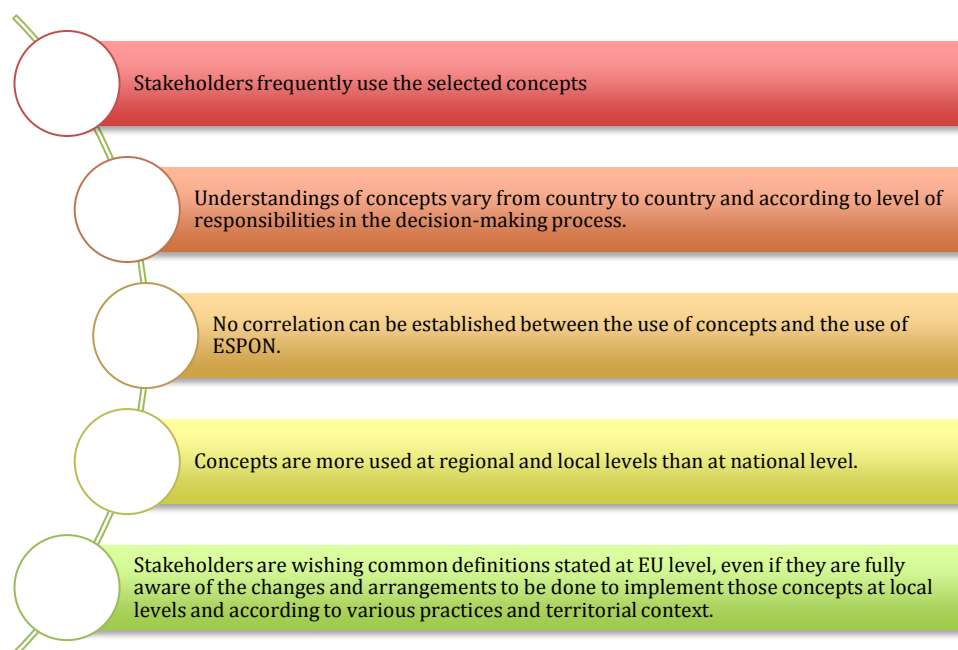 Stakeholders frequently use the selected concepts
Understandings of concepts vary from country to country and according to level of
responsibilities in the decision-making process.
No correlation can be established between the use of concepts and the use of
ESPON.
Concepts are more used at regional and local levels than at national level.
Stakeholders are wishing common definitions stated at EU level, even if they are fully
aware of the changes and arrangements to be done to implement those concepts at local
levels and according to various practices and territorial context.